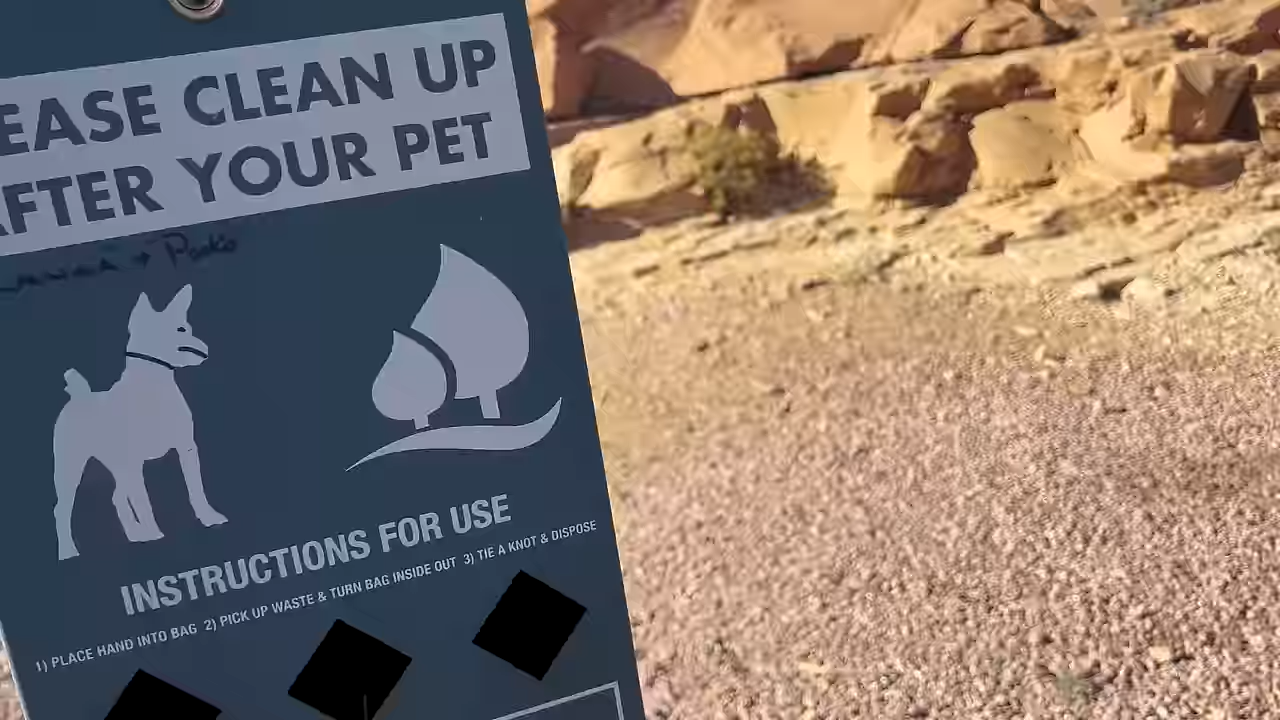 EASE CLEAN UP
AFTER YOUR PET
INSTRUCTIONS FOR USE
1) PLACE HAND INTO BAG 2) PICK UP WASTE & TURN BAG INSIDE OUT 3) TIE A KNOT & DISPOSE